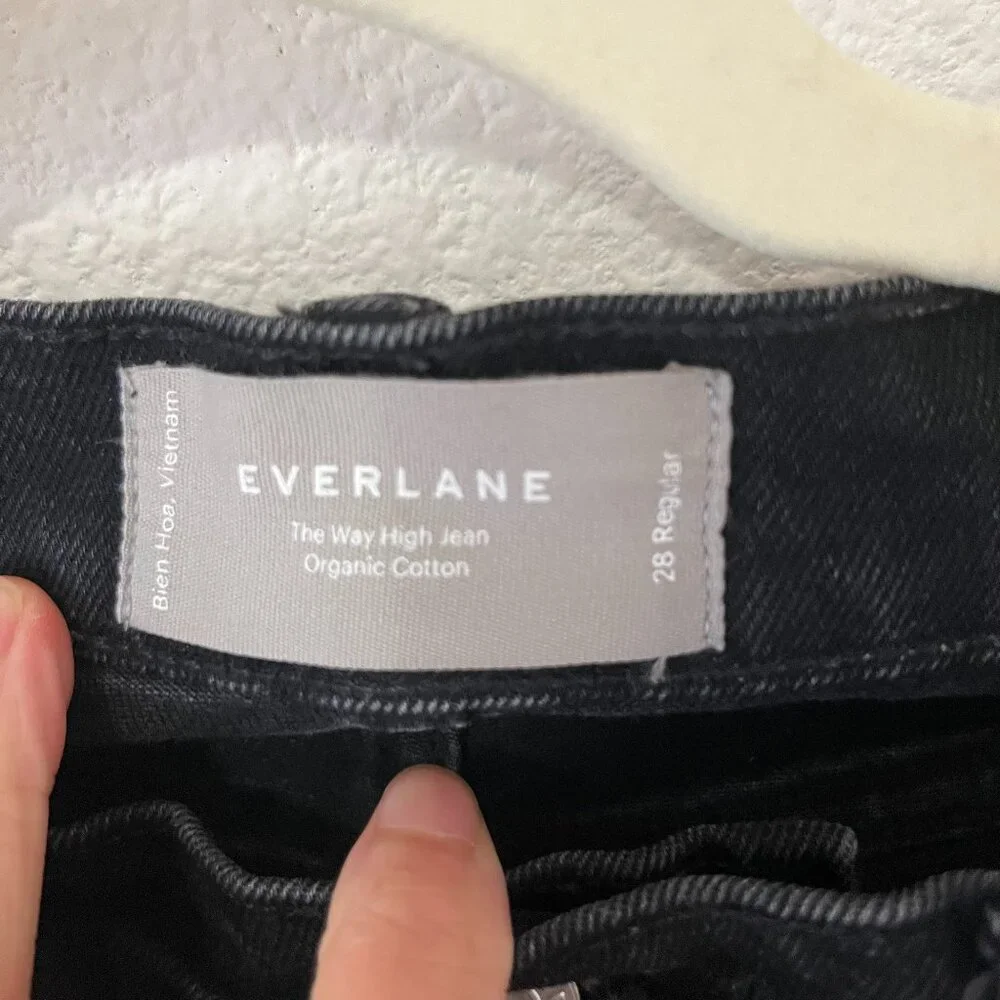 Bien Hoa, Vietnam
EVERLANE
The Way High Jean
Organic Cotton
28 Regular